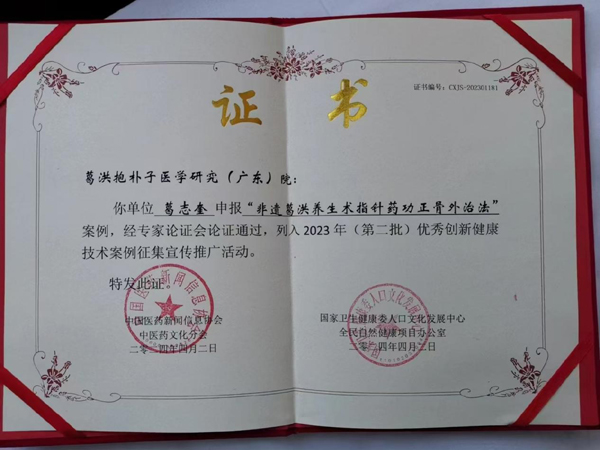 证书
证书编号：CXJS-202301181
葛洪抱朴子医学研究（广东）院：
你单位 葛志奎 申报“非遗葛洪养生术指针药功正骨外治法”
案例，经专家论证会论证通过，列入 2023 年（第二批）优秀创新健康
技术案例征集宣传推广活动。
特发此证。
中国医药新闻信息协会
中医药文化分会
二〇二四年四月二日
国家卫生健康委人口文化发展中心
全民自然健康项目办公室
二〇二四年四月二日